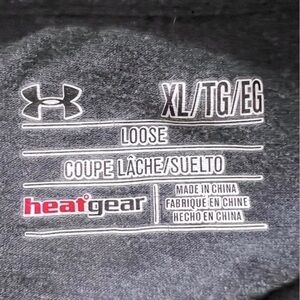 XL/TG/EG
LOOSE
COUPE LÂCHE/SUELTO
heatgear
MADE IN CHINA
FABRIQUÉ EN CHINE
HECHO EN CHINA